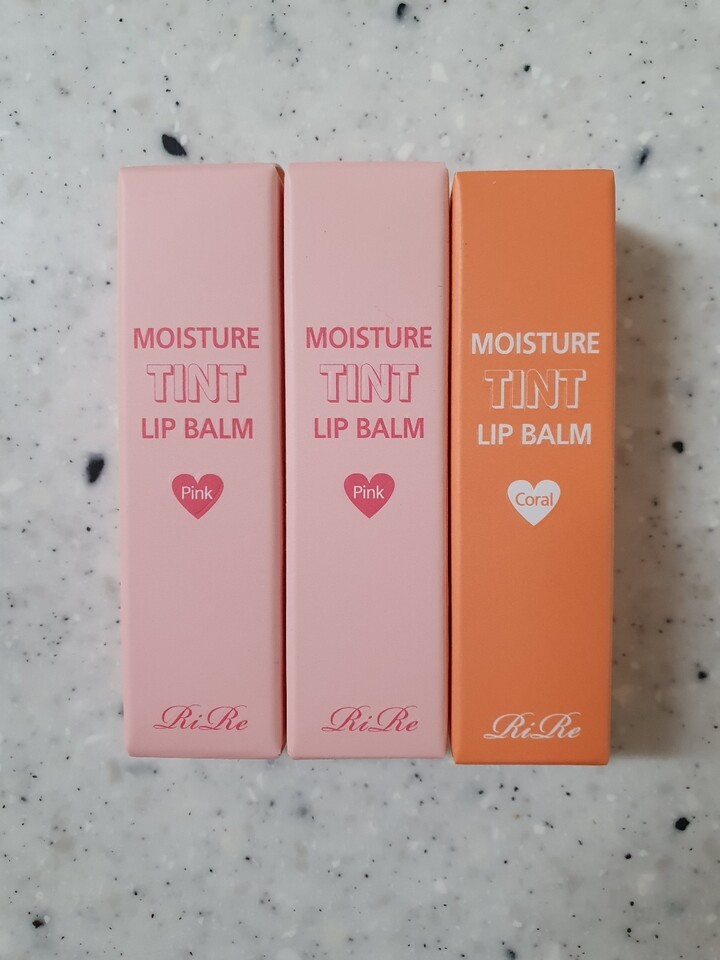 MOISTURE
TINT
LIP BALM
Pink
RiRe
MOISTURE
TINT
LIP BALM
Pink
RiRe
MOISTURE
TINT
LIP BALM
Coral
RiRe